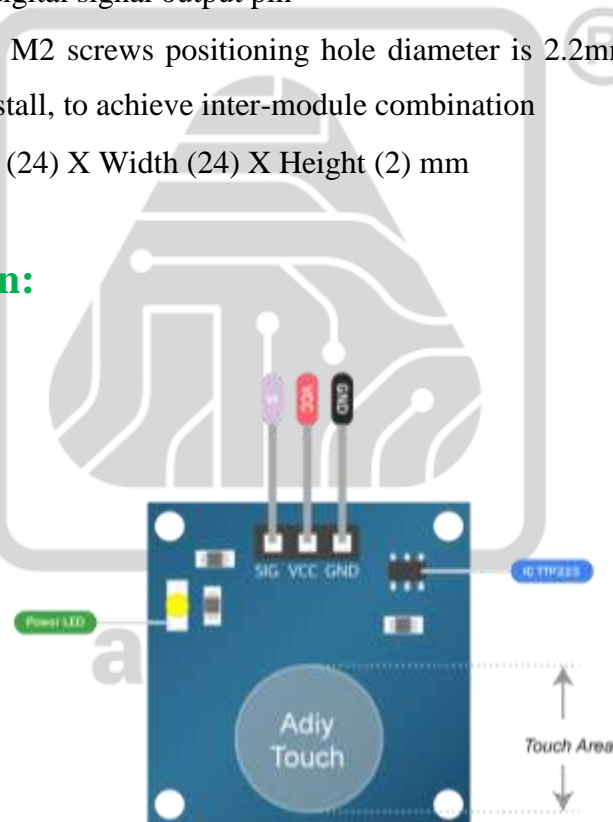 digital signal output pin
M2 screws positioning hole diameter is 2.2mm
stall, to achieve inter-module combination
(24) X Width (24) X Height (2) mm
n:
VCC
GND
SIG VCC GND
IC TTP223
Power LED
a
Adiy
Touch
Touch Area
R